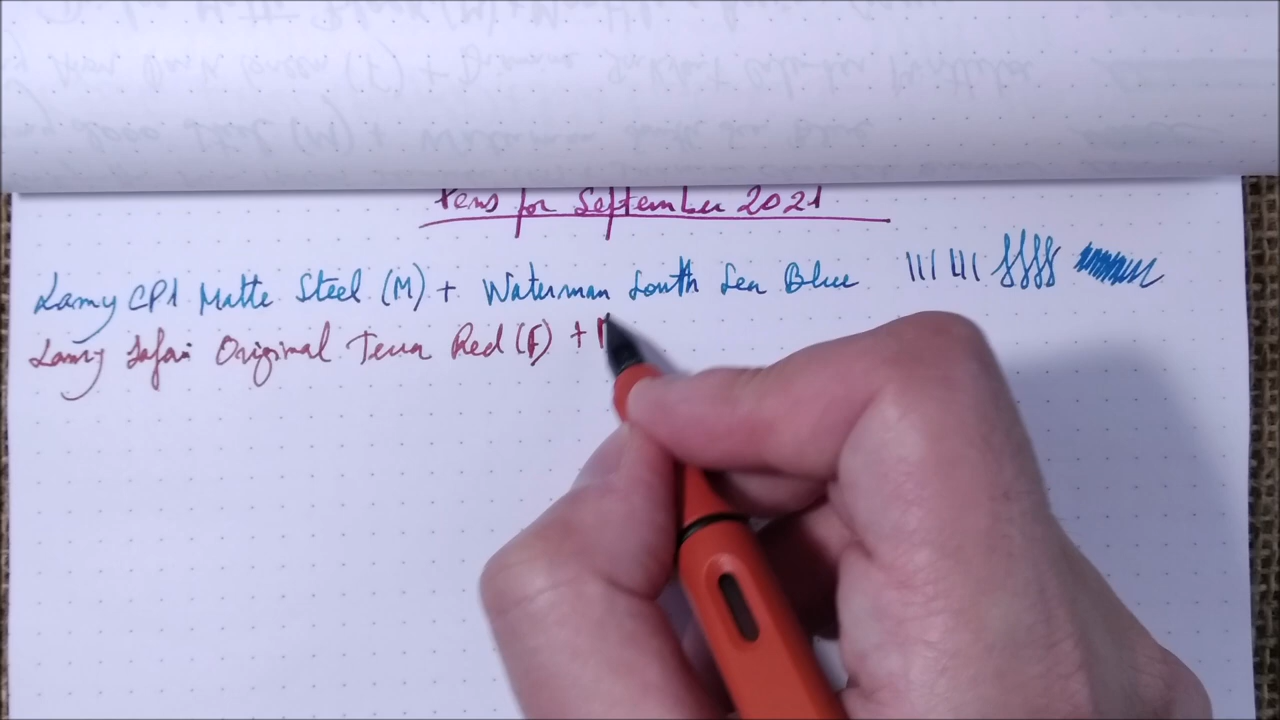 Pens for September 2021
Lamy CP1 Matte Steel (M) + Waterman South Sea Blue
Lamy Safari Original Terra Red (F) +